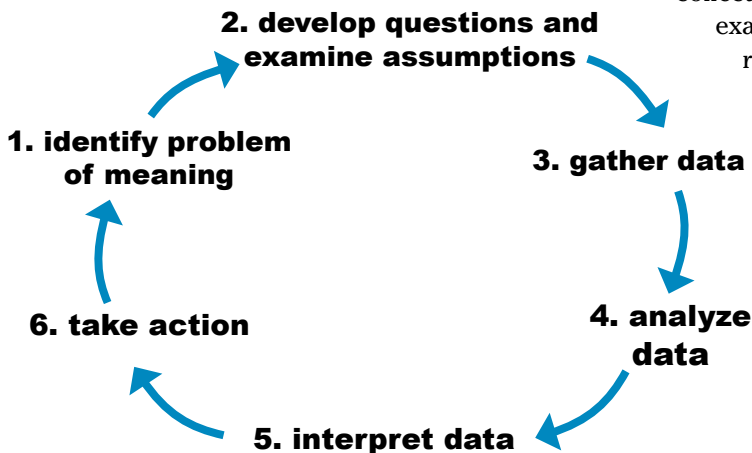 2. develop questions and
examine assumptions
1. identify problem
of meaning
3. gather data
4. analyze
data
5. interpret data
6. take action